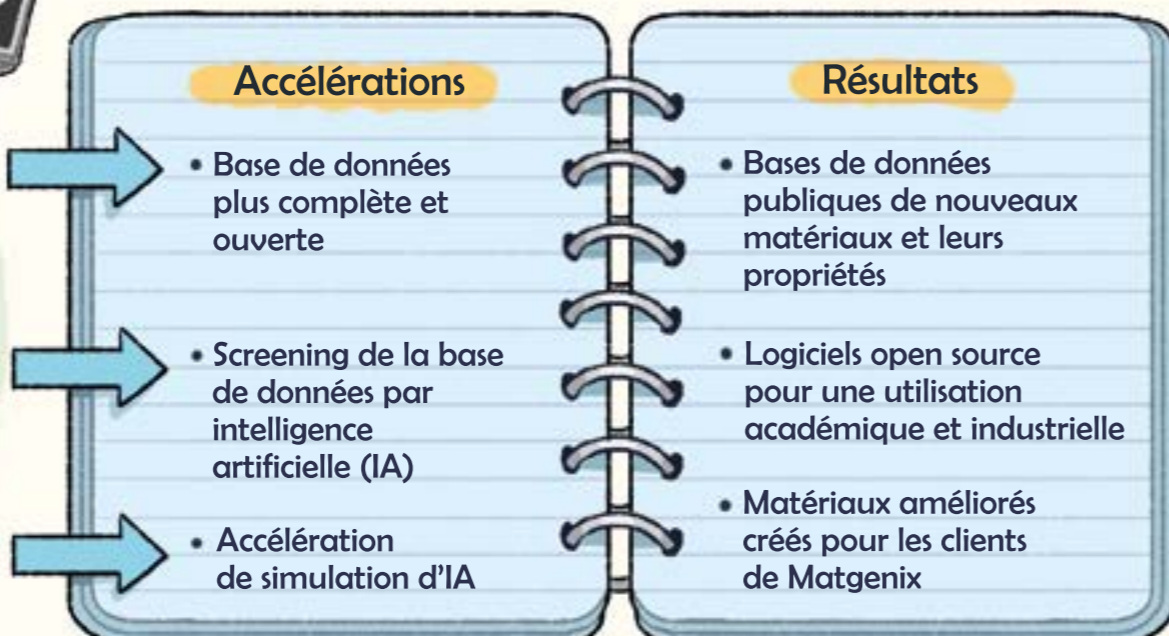 Accélérations
• Base de données
plus complète et
ouverte
• Screening de la base
de données par
intelligence
artificielle (IA)
• Accélération
de simulation d'IA
Résultats
• Bases de données
publiques de nouveaux
matériaux et leurs
propriétés
• Logiciels open source
pour une utilisation
académique et industrielle
• Matériaux améliorés
créés pour les clients
de Matgenix